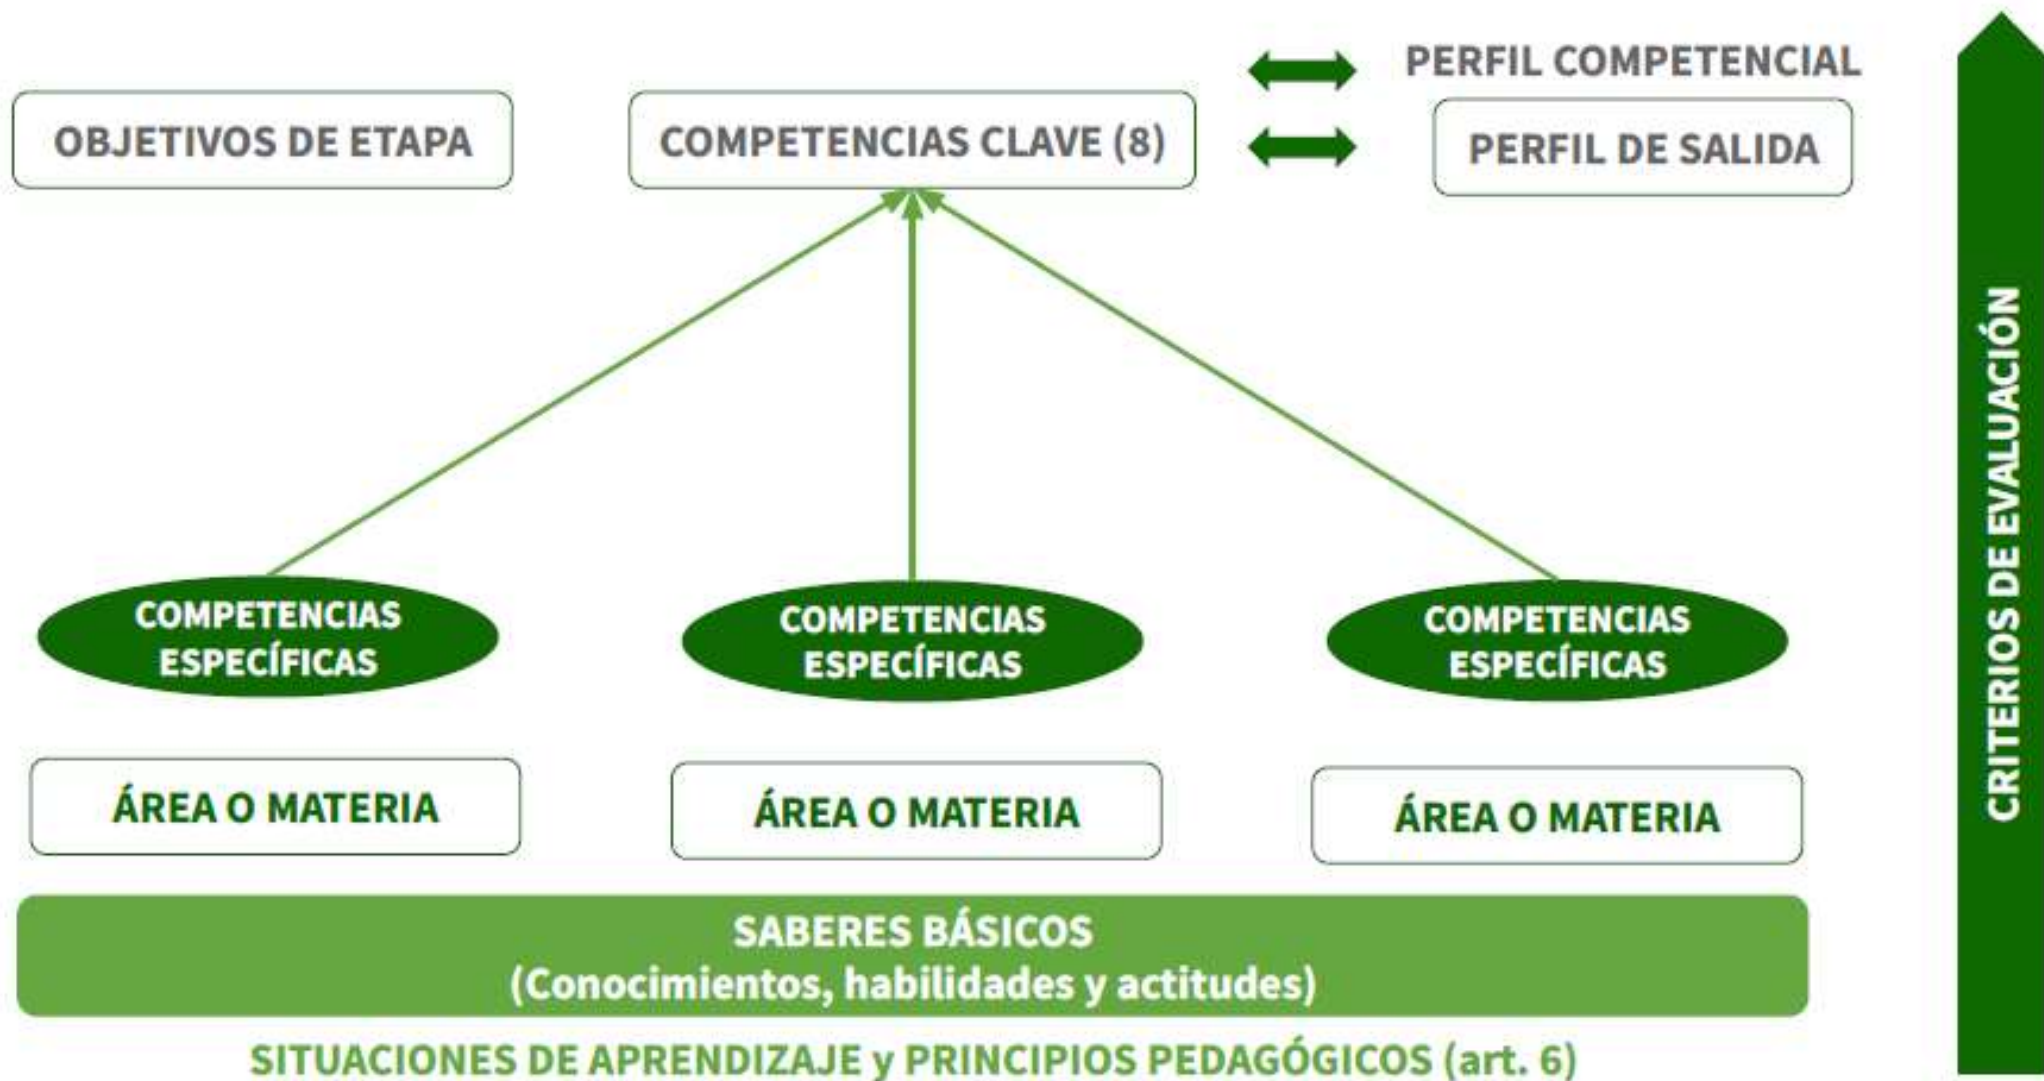 PERFIL COMPETENCIAL
OBJETIVOS DE ETAPA
COMPETENCIAS CLAVE (8)
PERFIL DE SALIDA
COMPETENCIAS
ESPECÍFICAS
COMPETENCIAS
ESPECÍFICAS
COMPETENCIAS
ESPECÍFICAS
ÁREA O MATERIA
ÁREA O MATERIA
ÁREA O MATERIA
SABERES BÁSICOS
(Conocimientos, habilidades y actitudes)
SITUACIONES DE APRENDIZAJE y PRINCIPIOS PEDAGÓGICOS (art. 6)
CRITERIOS DE EVALUACIÓN